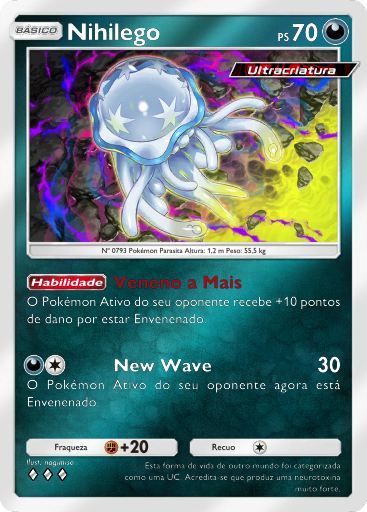 BÁSICO Nihilego PS 70
Ultracriatura
Nº 0793 Pokémon Parasita Altura: 1,2 m Peso: 55,5 kg
Habilidade Veneno a Mais
O Pokémon Ativo do seu oponente recebe +10 pontos
de dano por estar Envenenado.
New Wave 30
O Pokémon Ativo do seu oponente agora está
Envenenado
Fraqueza +20 Recuo
Ilust. nagimiso
Esta forma de vida de outro mundo foi categorizada
como uma UC. Acredita-se que produz uma neurotoxina
muito forte.